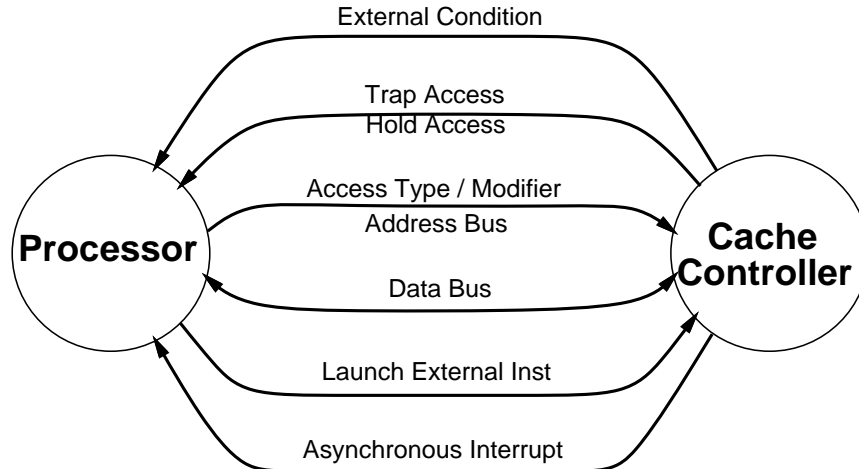 External Condition
Trap Access
Hold Access
Access Type / Modifier
Address Bus
Processor
Cache
Controller
Data Bus
Launch External Inst
Asynchronous Interrupt